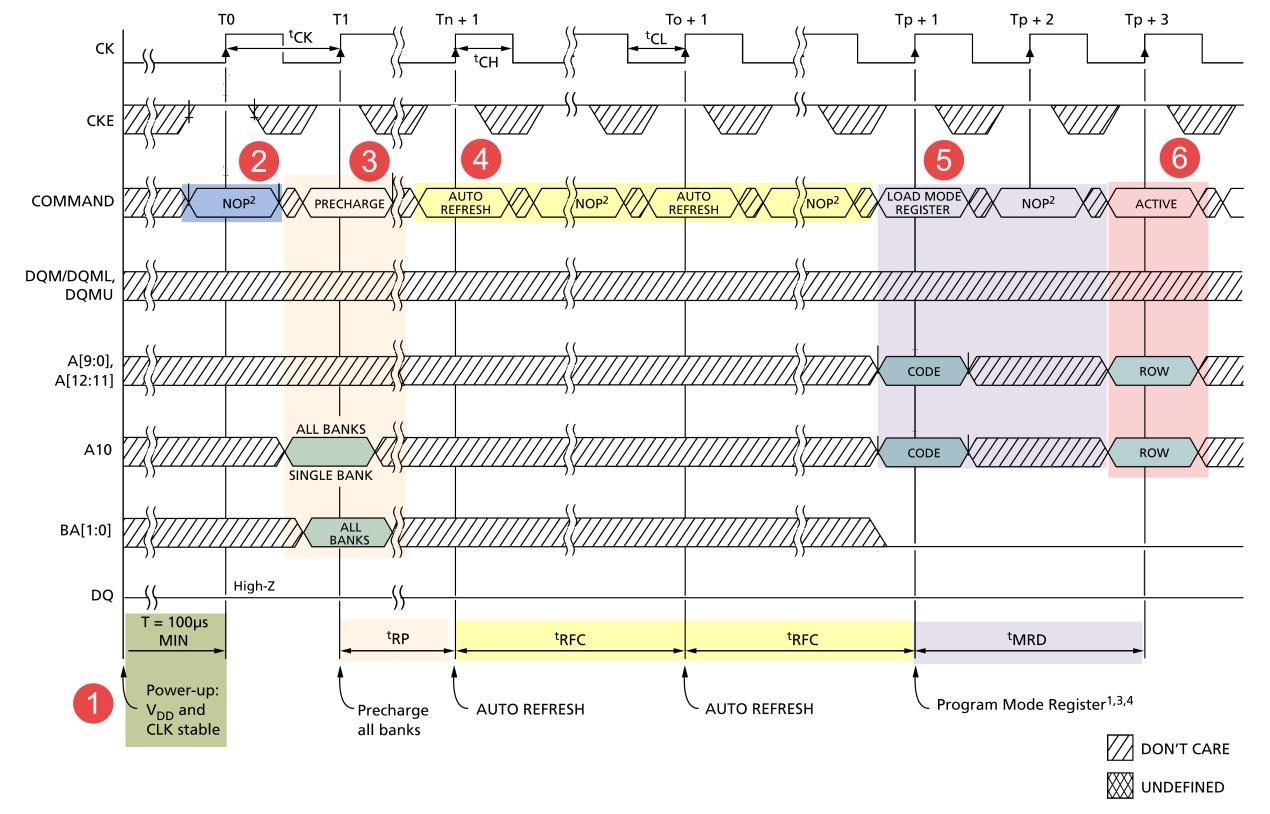 T0 T1 Tn + 1 To + 1 Tp + 1 Tp + 2 Tp + 3
CK
tCK
tCH
tCL
CKE
2 3 4 5 6
COMMAND
NOP2 PRECHARGE AUTO REFRESH NOP2 AUTO REFRESH NOP2 LOAD MODE REGISTER NOP2 ACTIVE
DQM/DQML,
DQMU
A[9:0],
A[12:11]
CODE ROW
ALL BANKS
A10
CODE ROW
SINGLE BANK
BA[1:0]
ALL
BANKS
High-Z
DQ
T = 100µs
MIN
tRP tRFC tRFC tMRD
1
Power-up:
VDD and
CLK stable
Precharge
all banks
AUTO REFRESH
AUTO REFRESH
Program Mode Register1,3,4
DON'T CARE
UNDEFINED